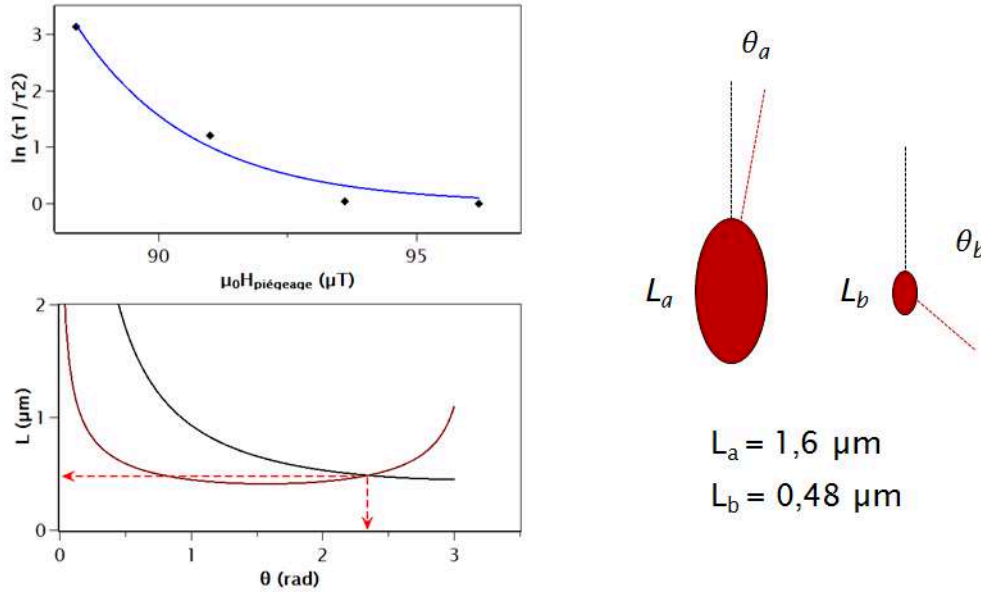 ln (τ1/τ2)
3
2
1
0
90
95
μ₀Hpiégeage (μT)
L (μm)
2
1
0
0
1
2
3
θ (rad)
θa
La
θb
Lb
La = 1,6 μm
Lb = 0,48 μm